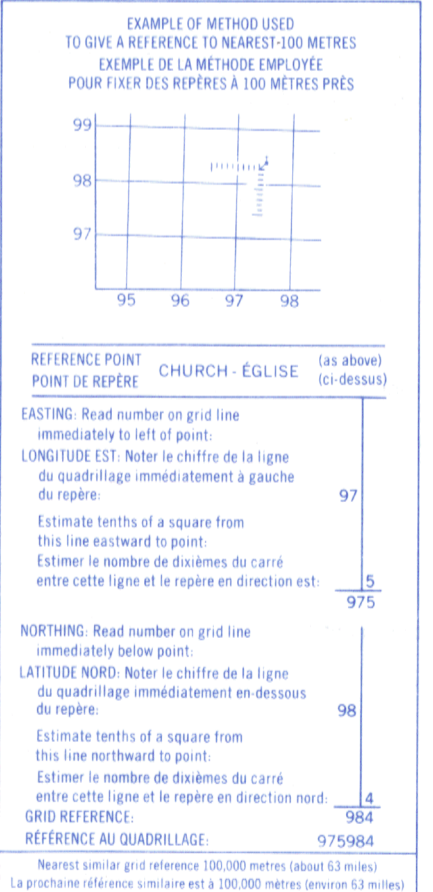 EXAMPLE OF METHOD USED
TO GIVE A REFERENCE TO NEAREST-100 METRES
EXEMPLE DE LA MÉTHODE EMPLOYÉE
POUR FIXER DES REPÈRES À 100 MÈTRES PRÈS
99
98
97
95 96 97 98
REFERENCE POINT
POINT DE REPÈRE
CHURCH - ÉGLISE
(as above)
(ci-dessus)
EASTING: Read number on grid line
immediately to left of point:
LONGITUDE EST: Noter le chiffre de la ligne
du quadrillage immédiatement à gauche
du repère: 97
Estimate tenths of a square from
this line eastward to point:
Estimer le nombre de dixièmes du carré
entre cette ligne et le repère en direction est: 5
975
NORTHING: Read number on grid line
immediately below point:
LATITUDE NORD: Noter le chiffre de la ligne
du quadrillage immédiatement en-dessous
du repère: 98
Estimate tenths of a square from
this line northward to point:
Estimer le nombre de dixièmes du carré
entre cette ligne et le repère en direction nord: 4
GRID REFERENCE: 984
RÉFÉRENCE AU QUADRILLAGE: 975984
Nearest similar grid reference 100,000 metres (about 63 miles)
La prochaine référence similaire est à 100,000 mètres (environ 63 milles)